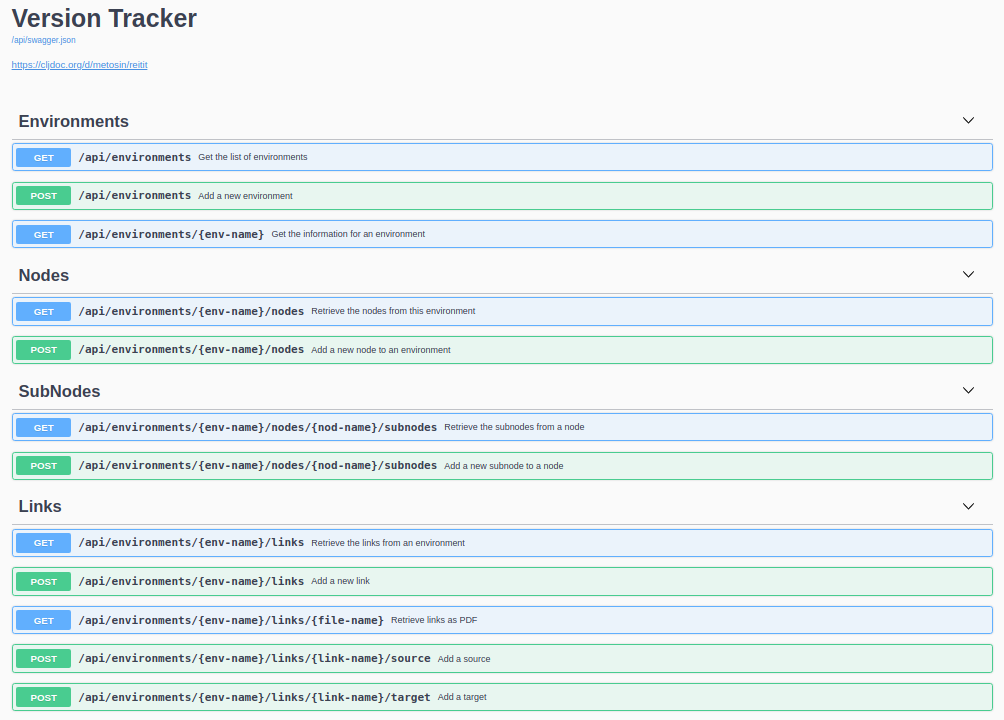 Version Tracker
/api/swagger.json
https://cljdoc.org/d/metosin/reitit
Environments
GET /api/environments Get the list of environments
POST /api/environments Add a new environment
GET /api/environments/{env-name} Get the information for an environment
Nodes
GET /api/environments/{env-name}/nodes Retrieve the nodes from this environment
POST /api/environments/{env-name}/nodes Add a new node to an environment
SubNodes
GET /api/environments/{env-name}/nodes/{nod-name}/subnodes Retrieve the subnodes from a node
POST /api/environments/{env-name}/nodes/{nod-name}/subnodes Add a new subnode to a node
Links
GET /api/environments/{env-name}/links Retrieve the links from an environment
POST /api/environments/{env-name}/links Add a new link
GET /api/environments/{env-name}/links/{file-name} Retrieve links as PDF
POST /api/environments/{env-name}/links/{link-name}/source Add a source
POST /api/environments/{env-name}/links/{link-name}/target Add a target